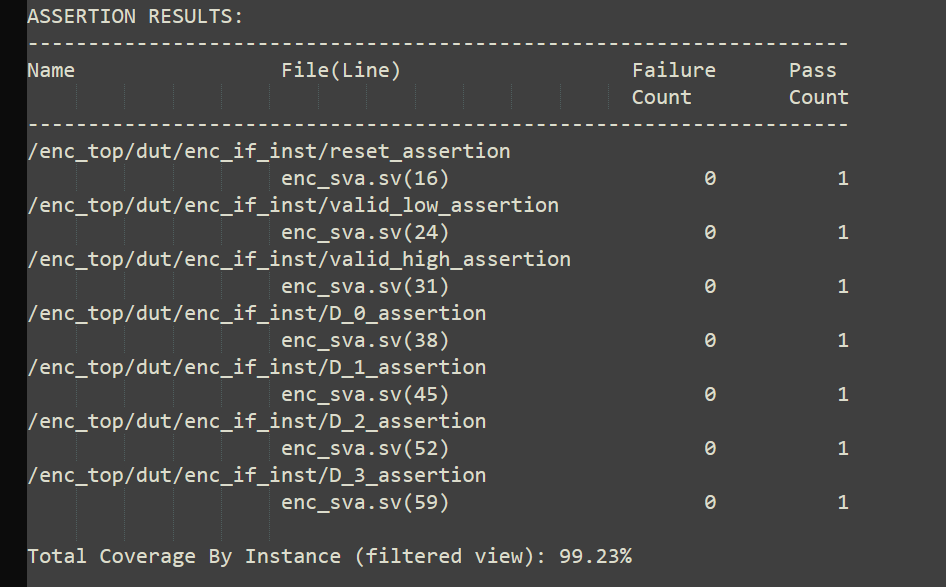 ASSERTION RESULTS:
--------------------------------------------------------------------
Name File(Line) Failure Pass
Count Count
--------------------------------------------------------------------
/enc_top/dut/enc_if_inst/reset_assertion
enc_sva.sv(16) 0 1
/enc_top/dut/enc_if_inst/valid_low_assertion
enc_sva.sv(24) 0 1
/enc_top/dut/enc_if_inst/valid_high_assertion
enc_sva.sv(31) 0 1
/enc_top/dut/enc_if_inst/D_0_assertion
enc_sva.sv(38) 0 1
/enc_top/dut/enc_if_inst/D_1_assertion
enc_sva.sv(45) 0 1
/enc_top/dut/enc_if_inst/D_2_assertion
enc_sva.sv(52) 0 1
/enc_top/dut/enc_if_inst/D_3_assertion
enc_sva.sv(59) 0 1
Total Coverage By Instance (filtered view): 99.23%